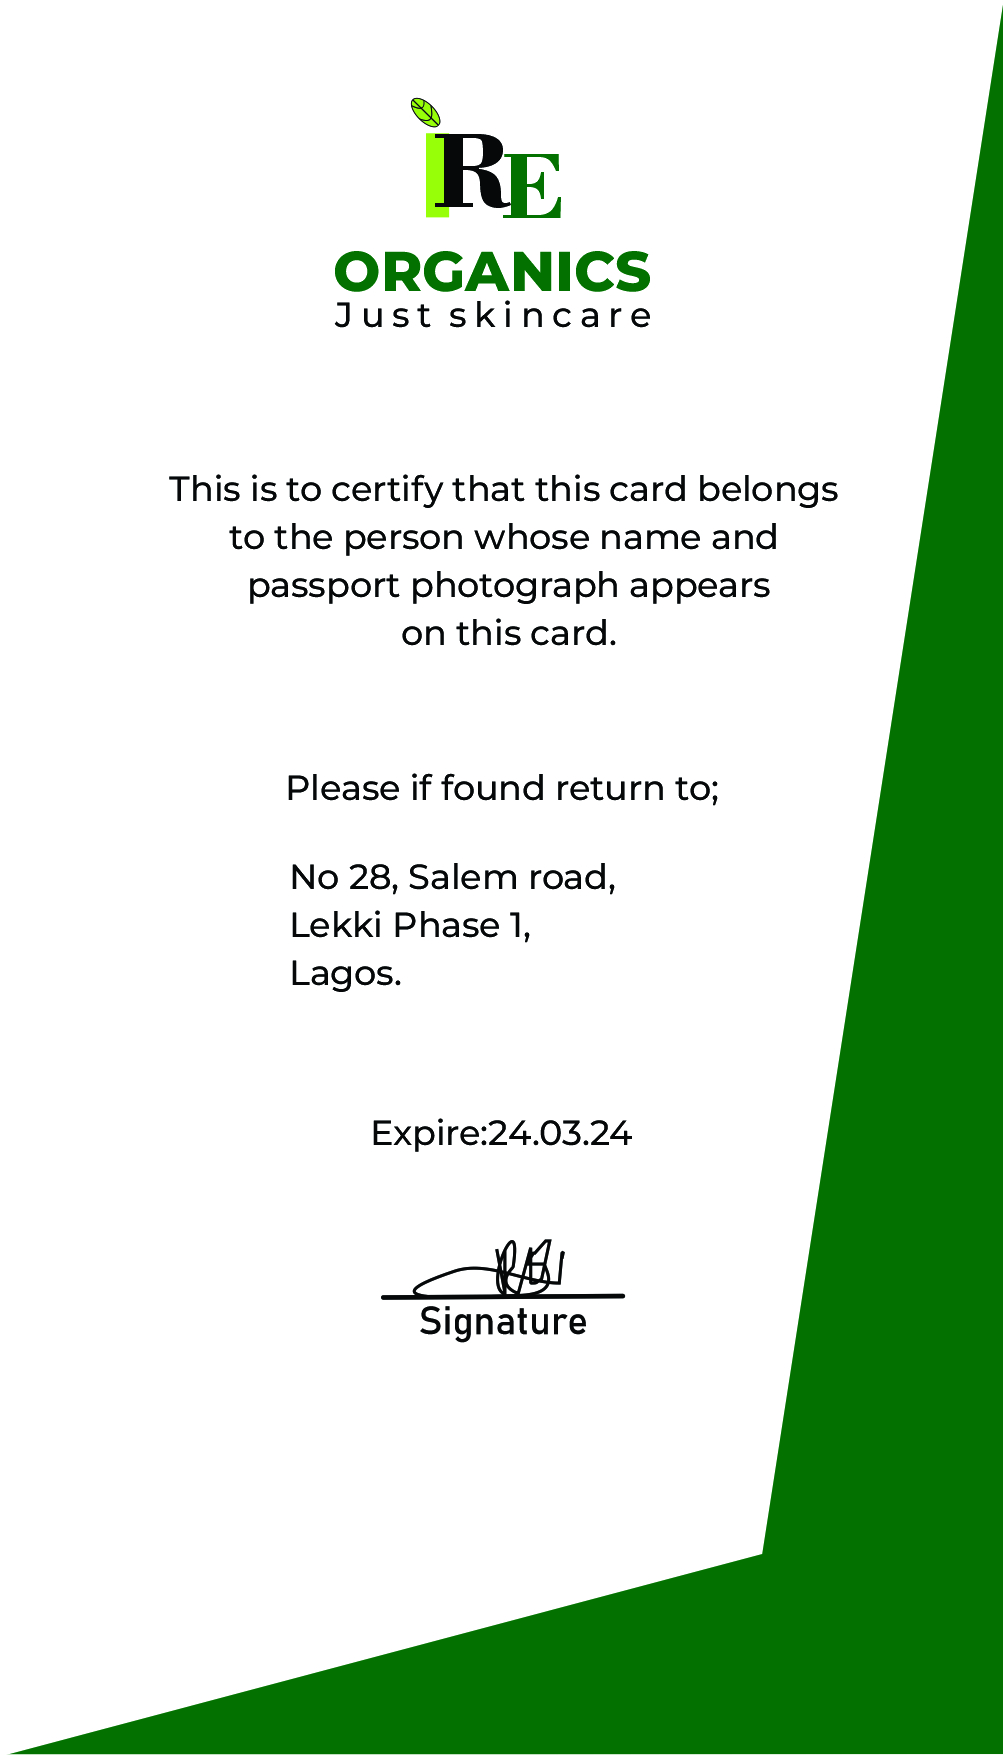 iRE
ORGANICS
Just skincare
This is to certify that this card belongs
to the person whose name and
passport photograph appears
on this card.
Please if found return to;
No 28, Salem road,
Lekki Phase 1,
Lagos.
Expire:24.03.24
Signature